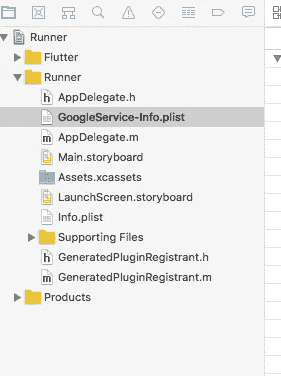 Runner
Flutter
Runner
h AppDelegate.h
GoogleService-Info.plist
m AppDelegate.m
Main.storyboard
Assets.xcassets
LaunchScreen.storyboard
Info.plist
Supporting Files
h GeneratedPluginRegistrant.h
m GeneratedPluginRegistrant.m
Products